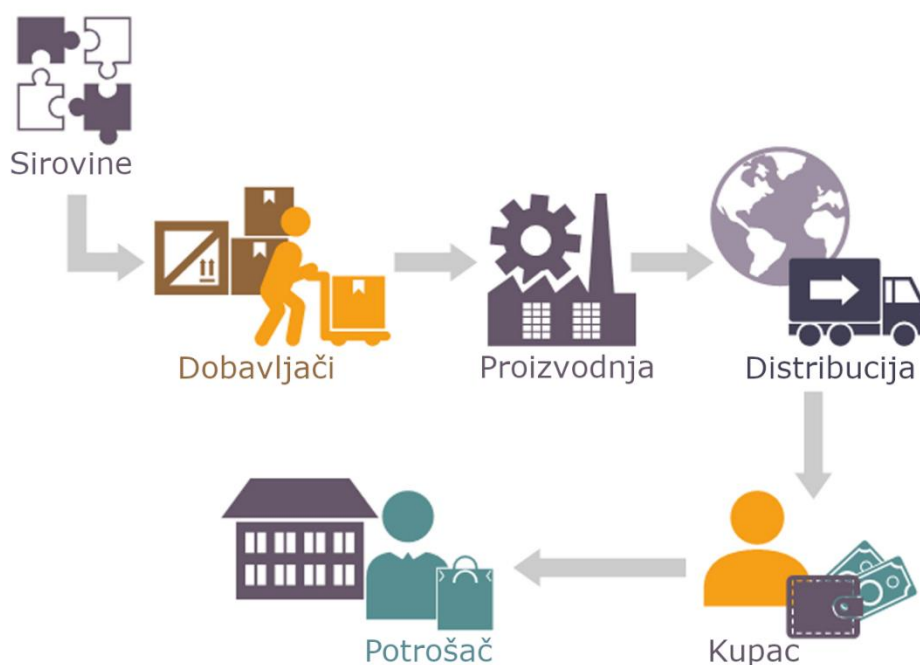 Sirovine
Dobavljači
Proizvodnja
Distribucija
Kupac
Potrošač